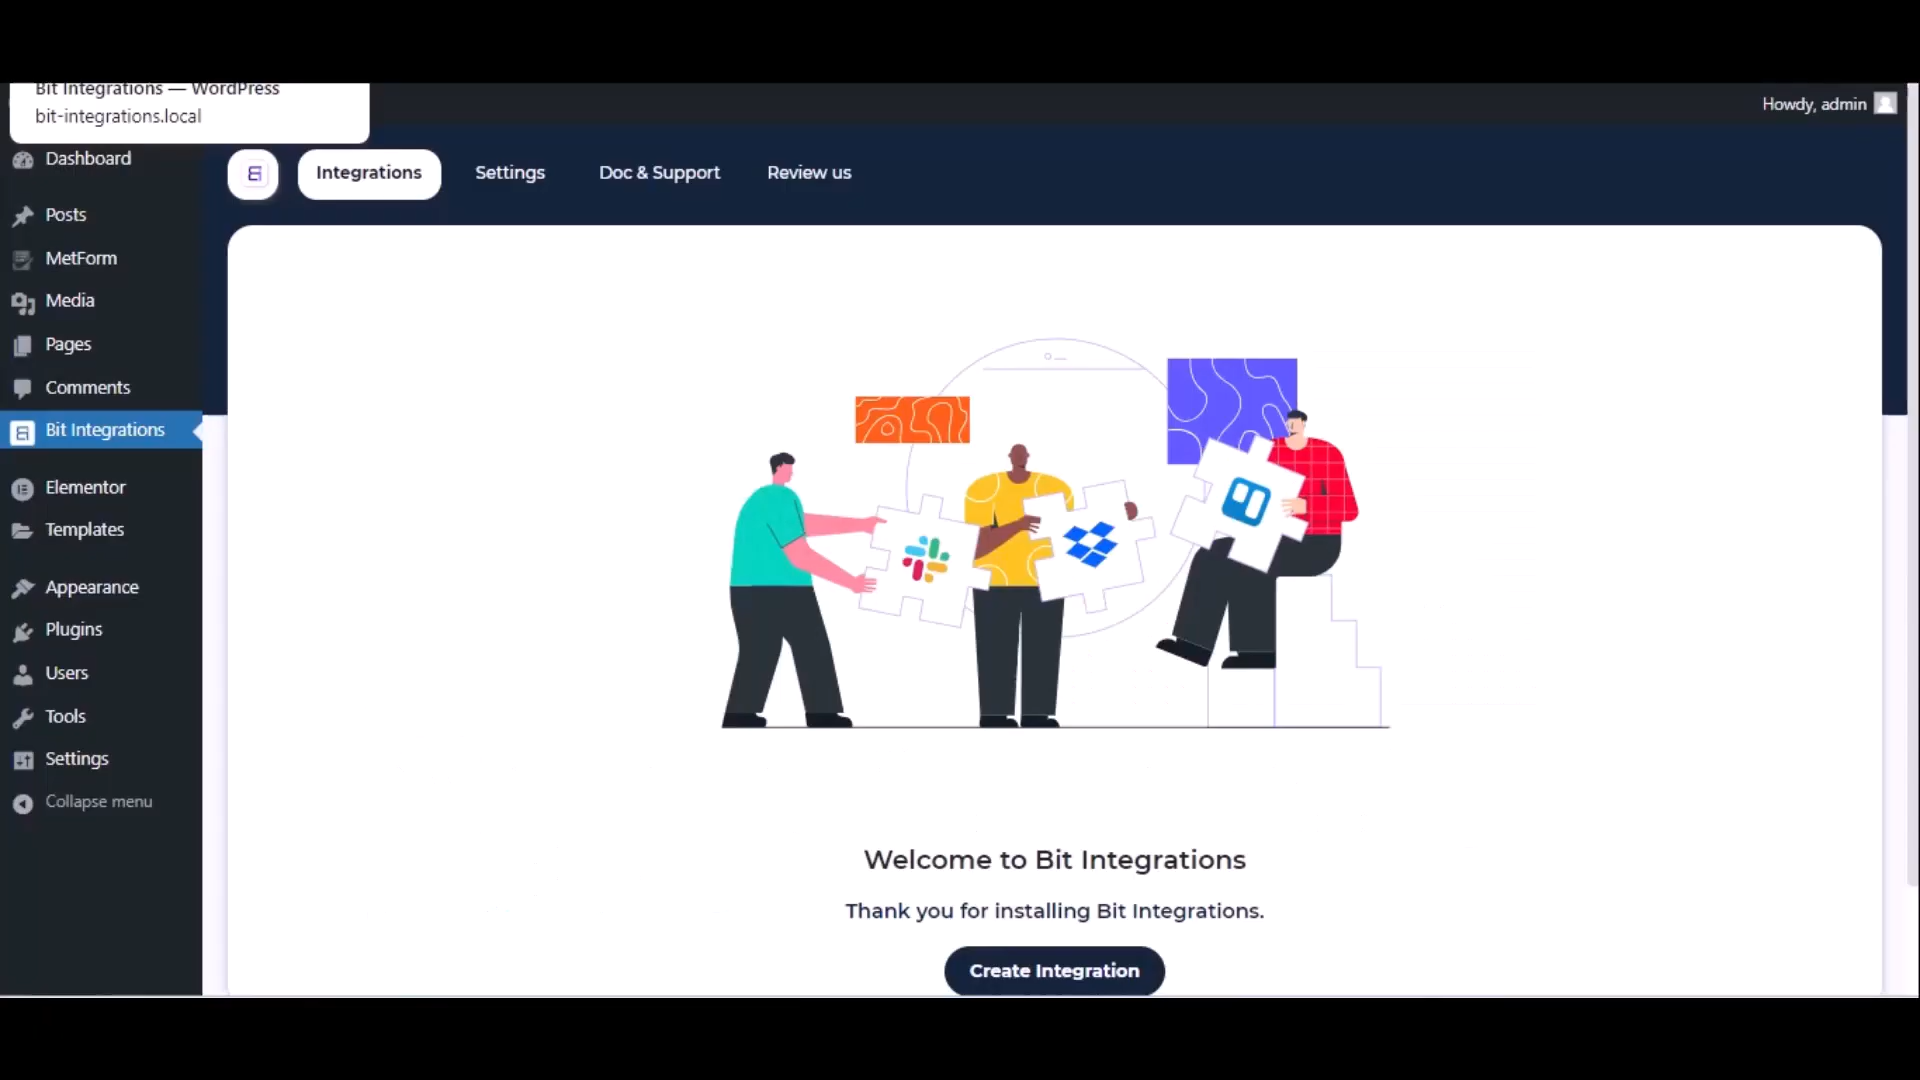 Bit Integrations — WordPress
bit-integrations.local
Howdy, admin
Dashboard
Posts
MetForm
Media
Pages
Comments
Bit Integrations
Elementor
Templates
Appearance
Plugins
Users
Tools
Settings
Collapse menu
Integrations
Settings
Doc & Support
Review us
Welcome to Bit Integrations
Thank you for installing Bit Integrations.
Create Integration